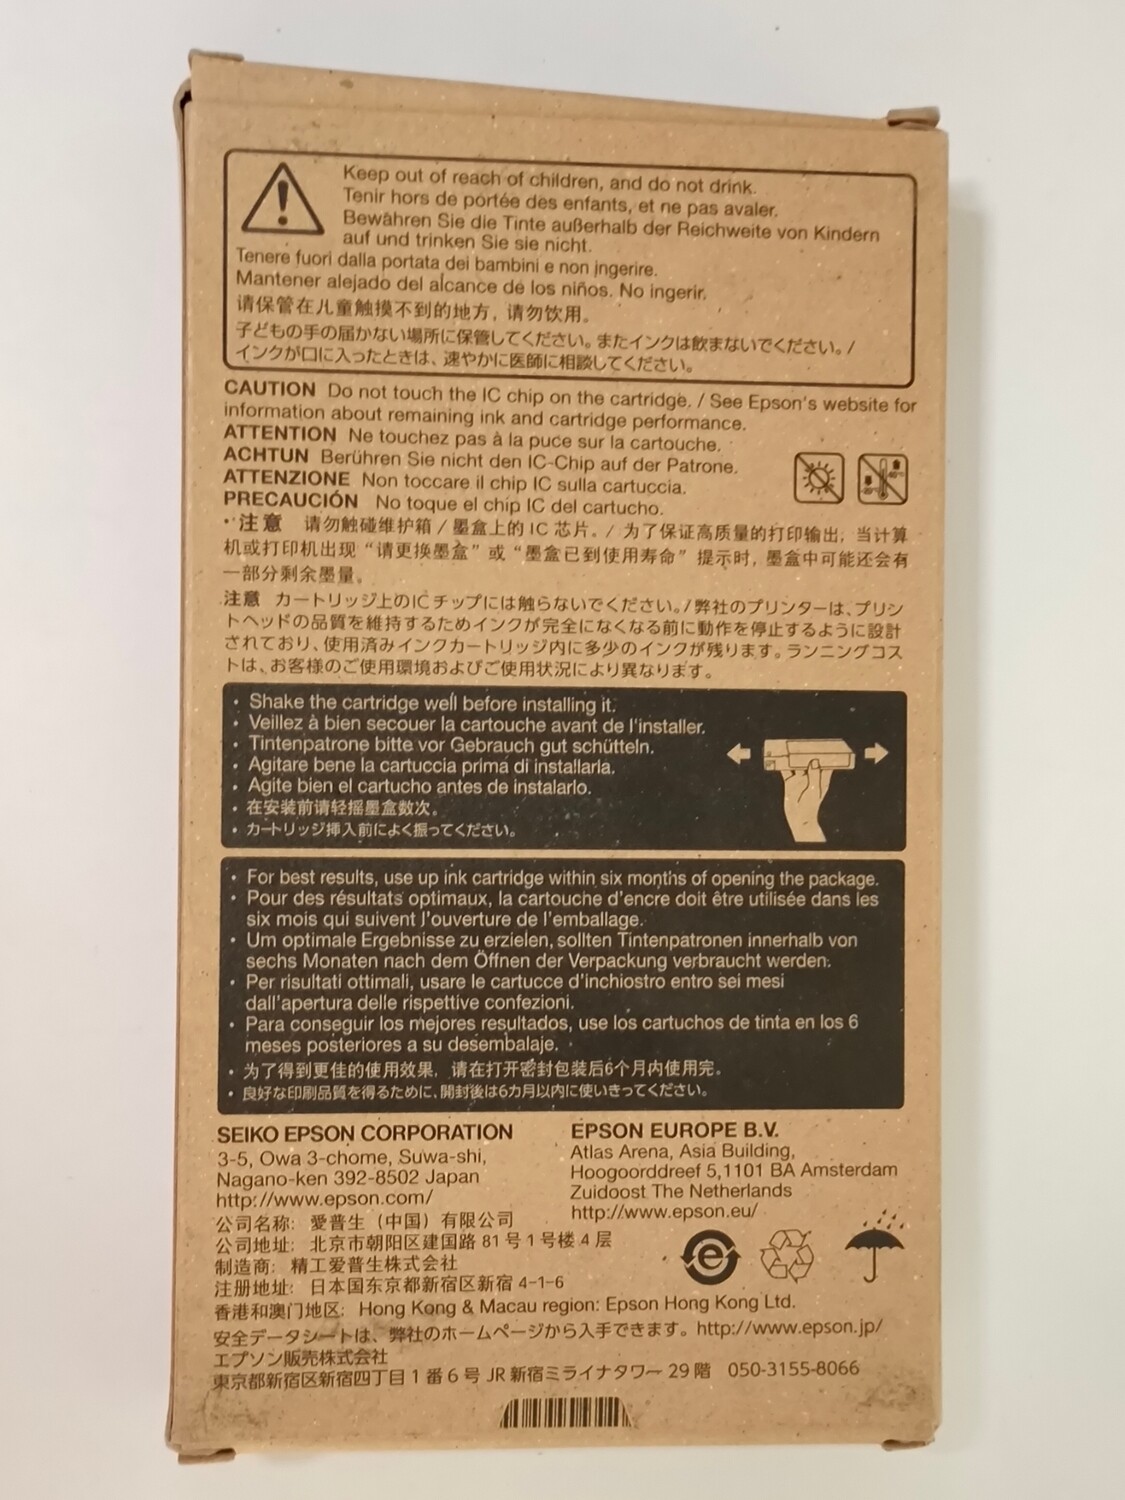 Keep out of reach of children, and do not drink.
Tenir hors de portée des enfants, et ne pas avaler.
Bewahren Sie die Tinte außerhalb der Reichweite von Kindern
auf und trinken Sie sie nicht.
Tenere fuori dalla portata dei bambini e non ingerire.
Mantener alejado del alcance de los niños. No ingerir.
请保管在儿童触摸不到的地方，请勿饮用。
子どもの手の届かない場所に保管してください。またインクは飲まないでください。/
インクが口に入ったときは、速やかに医師に相談してください。
CAUTION Do not touch the IC chip on the cartridge. / See Epson's website for
information about remaining ink and cartridge performance.
ATTENTION Ne touchez pas à la puce sur la cartouche.
ACHTUN Berühren Sie nicht den IC-Chip auf der Patrone.
ATTENZIONE Non toccare il chip IC sulla cartuccia.
PRECAUCIÓN No toque el chip IC del cartucho.
注意 请勿触碰维护箱 / 墨盒上的 IC 芯片。/ 为了保证高质量的打印输出，当计算
机或打印机出现“请更换墨盒”或“墨盒已到使用寿命”提示时，墨盒中可能还会有
一部分剩余墨量。
注意 カートリッジ上のICチップには触らないでください。/弊社のプリンターは、プリン
トヘッドの品質を維持するためインクが完全になくなる前に動作を停止するように設計
されており、使用済みインクカートリッジ内に多少のインクが残ります。ランニングコス
トは、お客様のご使用環境およびご使用状況により異なります。
• Shake the cartridge well before installing it.
• Veillez à bien secouer la cartouche avant de l'installer.
• Tintenpatrone bitte vor Gebrauch gut schütteln.
• Agitare bene la cartuccia prima di installarla.
• Agite bien el cartucho antes de instalarlo.
• 在安装前请轻摇墨盒数次。
• カートリッジ挿入前によく振ってください。
• For best results, use up ink cartridge within six months of opening the package.
• Pour des résultats optimaux, la cartouche d'encre doit être utilisée dans les
six mois qui suivent l'ouverture de l'emballage.
• Um optimale Ergebnisse zu erzielen, sollten Tintenpatronen innerhalb von
sechs Monaten nach dem Öffnen der Verpackung verbraucht werden.
• Per risultati ottimali, usare le cartucce d'inchiostro entro sei mesi
dall'apertura delle rispettive confezioni.
• Para conseguir los mejores resultados, use los cartuchos de tinta en los 6
meses posteriores a su desembalaje.
• 为了得到更佳的使用效果，请在打开密封包装后6个月内使用完。
• 良好な印刷品質を得るために、開封後は6カ月以内に使いきってください。
SEIKO EPSON CORPORATION
3-5, Owa 3-chome, Suwa-shi,
Nagano-ken 392-8502 Japan
http://www.epson.com/
EPSON EUROPE B.V.
Atlas Arena, Asia Building,
Hoogoorddreef 5,1101 BA Amsterdam
Zuidoost The Netherlands
http://www.epson.eu/
公司名称：爱普生（中国）有限公司
公司地址：北京市朝阳区建国路 81 号 1 号楼 4 层
制造商：精工爱普生株式会社
注册地址：日本国东京都新宿区新宿 4-1-6
香港和澳门地区：Hong Kong & Macau region: Epson Hong Kong Ltd.
安全データシートは、弊社のホームページから入手できます。http://www.epson.jp/
エプソン販売株式会社
東京都新宿区新宿四丁目 1 番 6 号 JR 新宿ミライナタワー 29 階 050-3155-8066